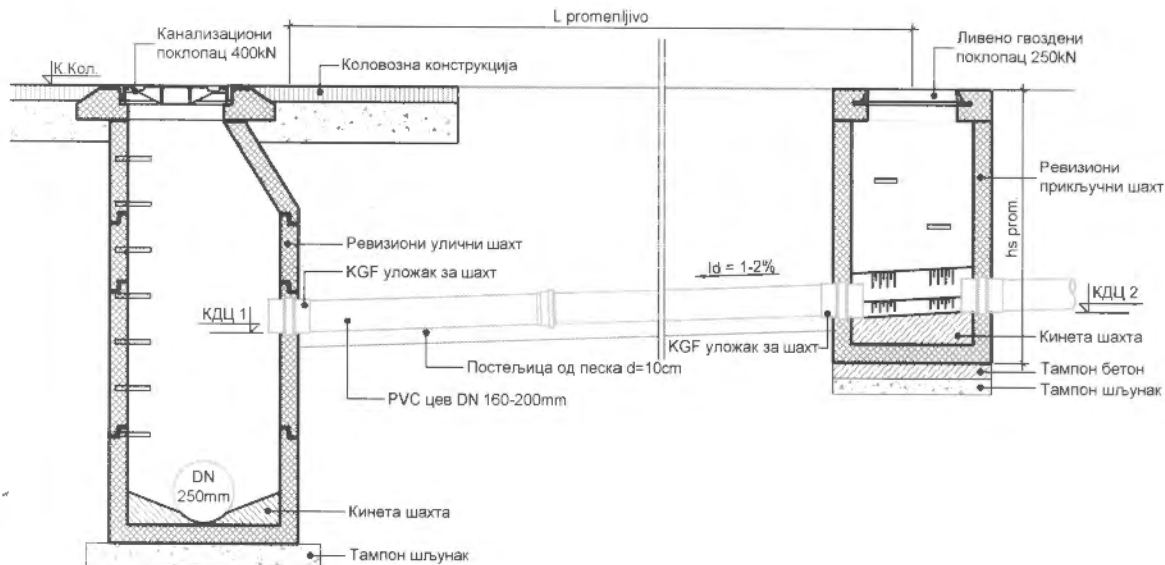 L promenljivo
Канализациони
поклопац 400kN
Ливено гвоздени
поклопац 250kN
К.Кол.
Коловозна конструкција
Ревизиони
прикључни шахт
hs prom.
Ревизиони улични шахт
KGF уложак за шахт
Id = 1-2%
КДЦ 1
КДЦ 2
Кинета шахта
KGF уложак за шахт
Постељица од песка d=10cm
Тампон бетон
Тампон шљунак
PVC цев DN 160-200mm
DN
250mm
Кинета шахта
Тампон шљунак